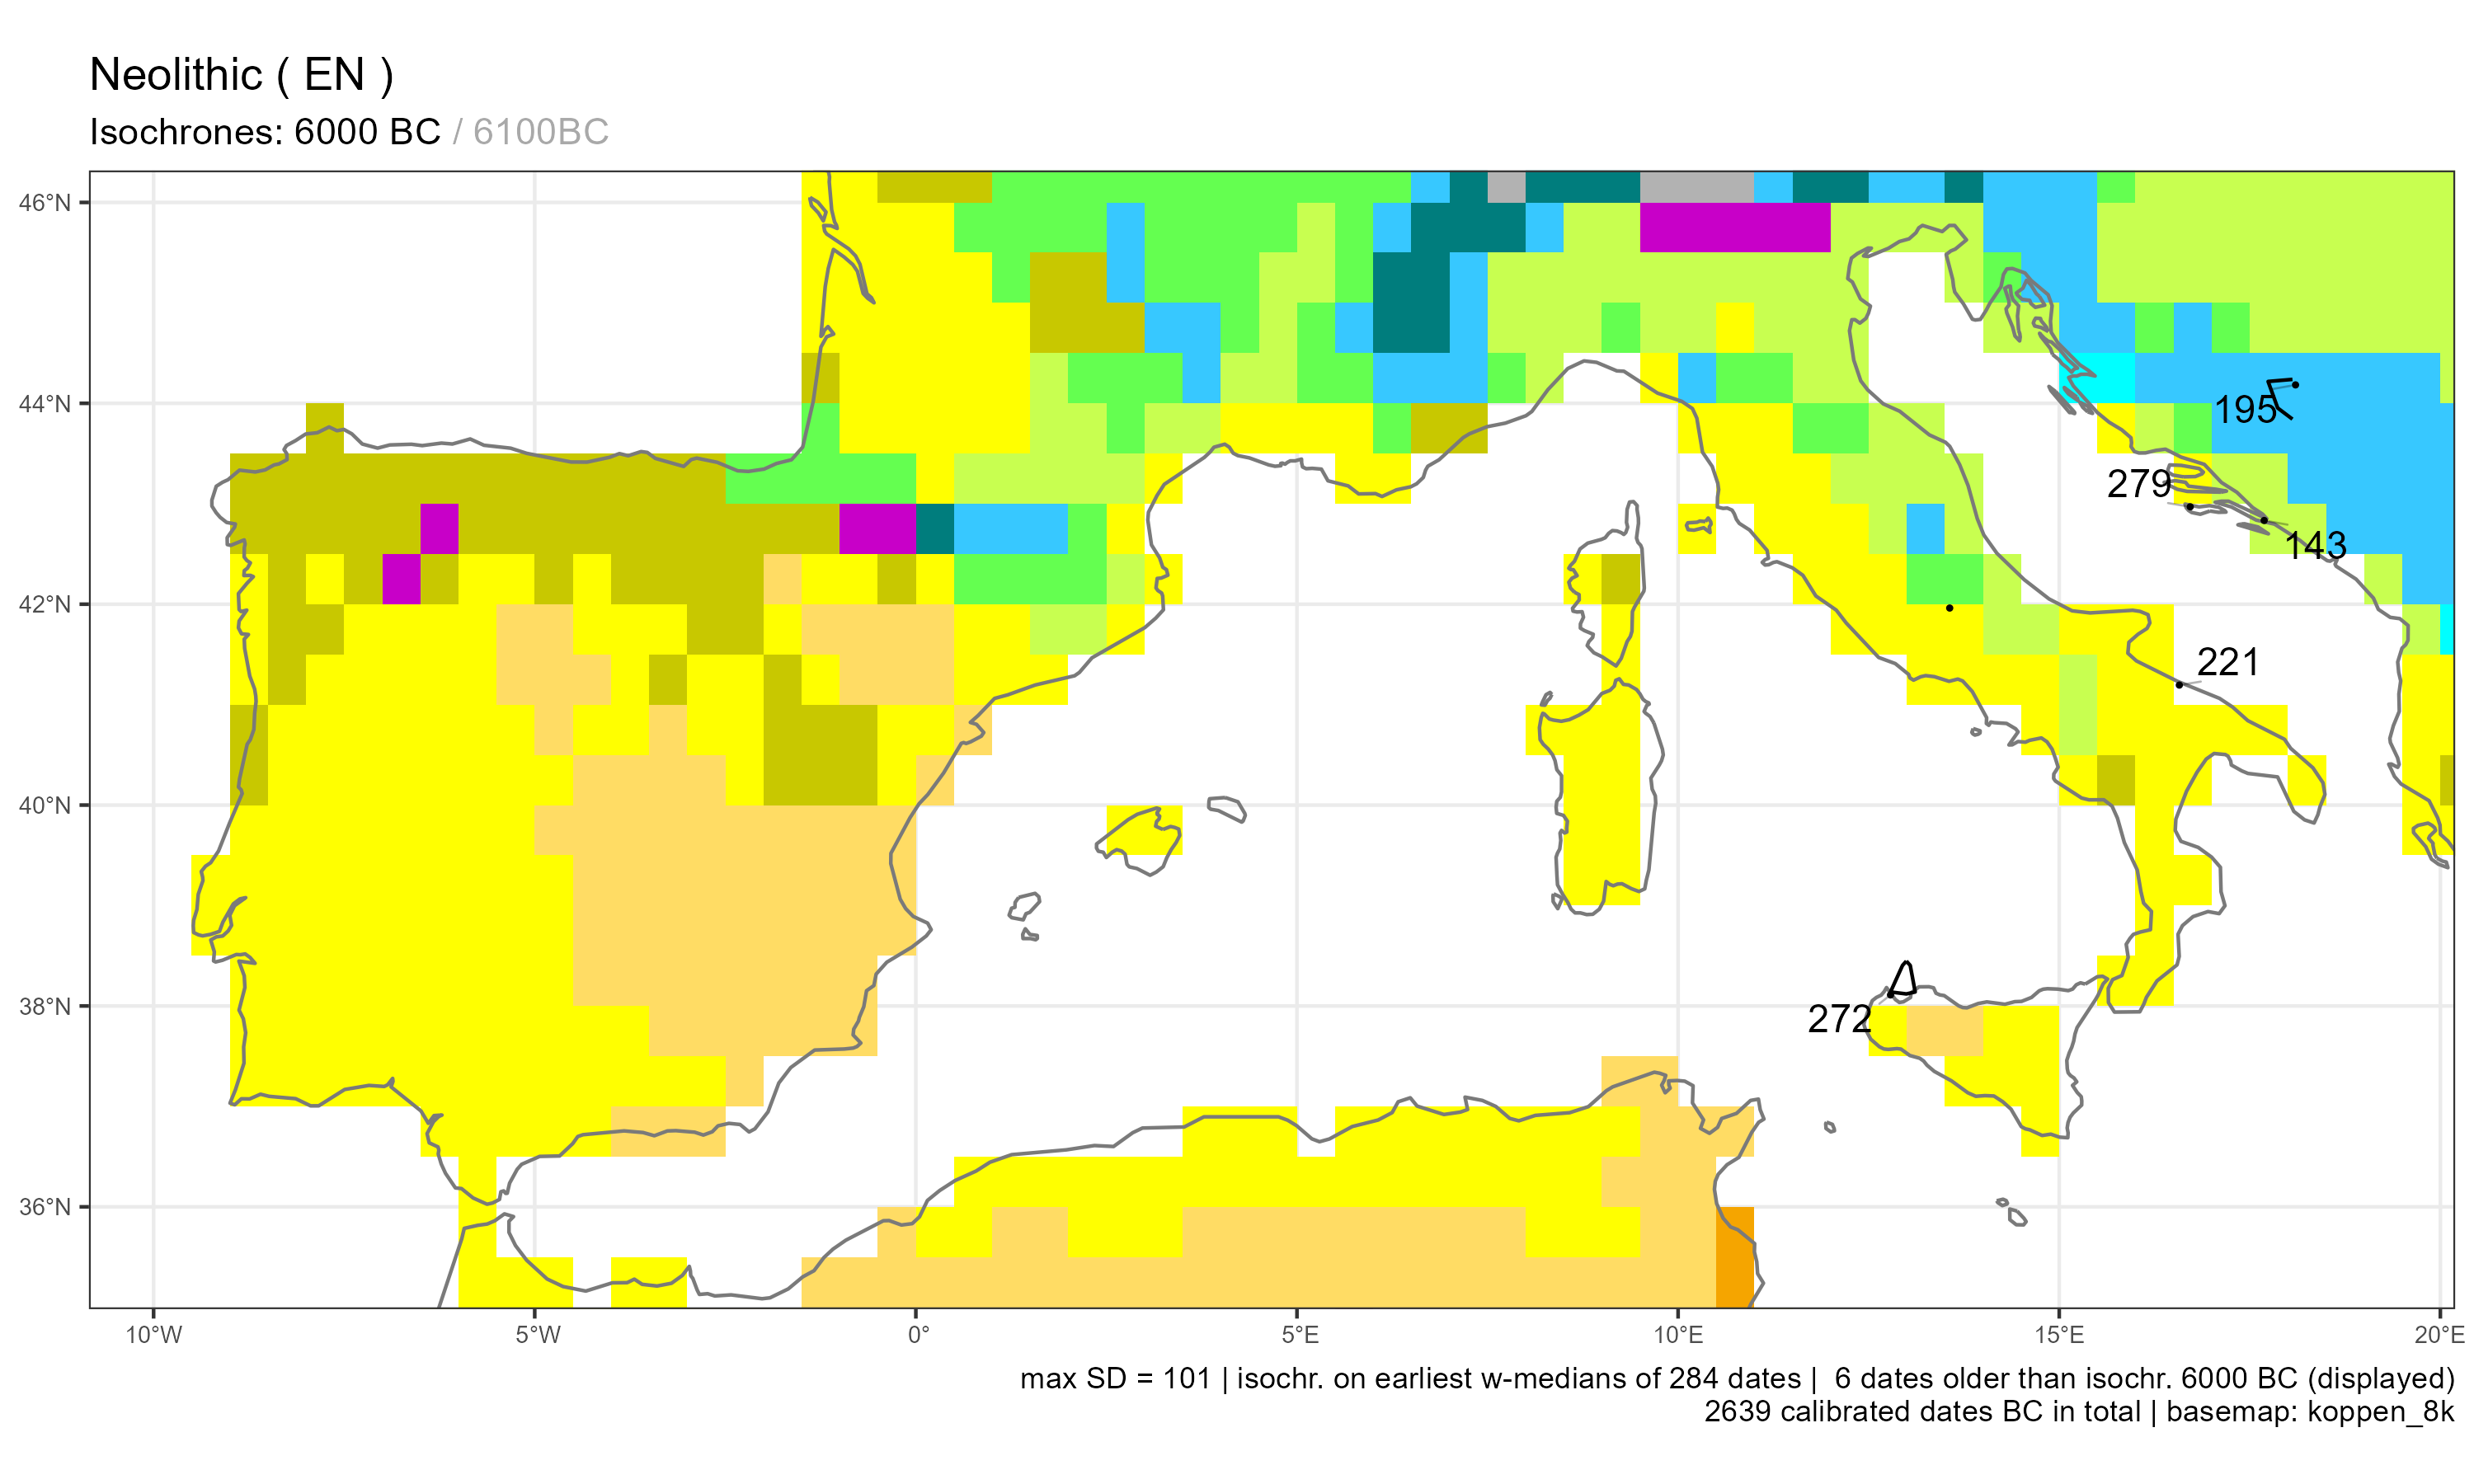 Neolithic ( EN )
Isochrones: 6000 BC / 6100BC
46°N
44°N
42°N
40°N
38°N
36°N
195
279
143
221
272
10°W
5°W
0°
5°E
10°E
15°E
20°E
max SD = 101 | isochr. on earliest w-medians of 284 dates |  6 dates older than isochr. 6000 BC (displayed)
2639 calibrated dates BC in total | basemap: koppen_8k